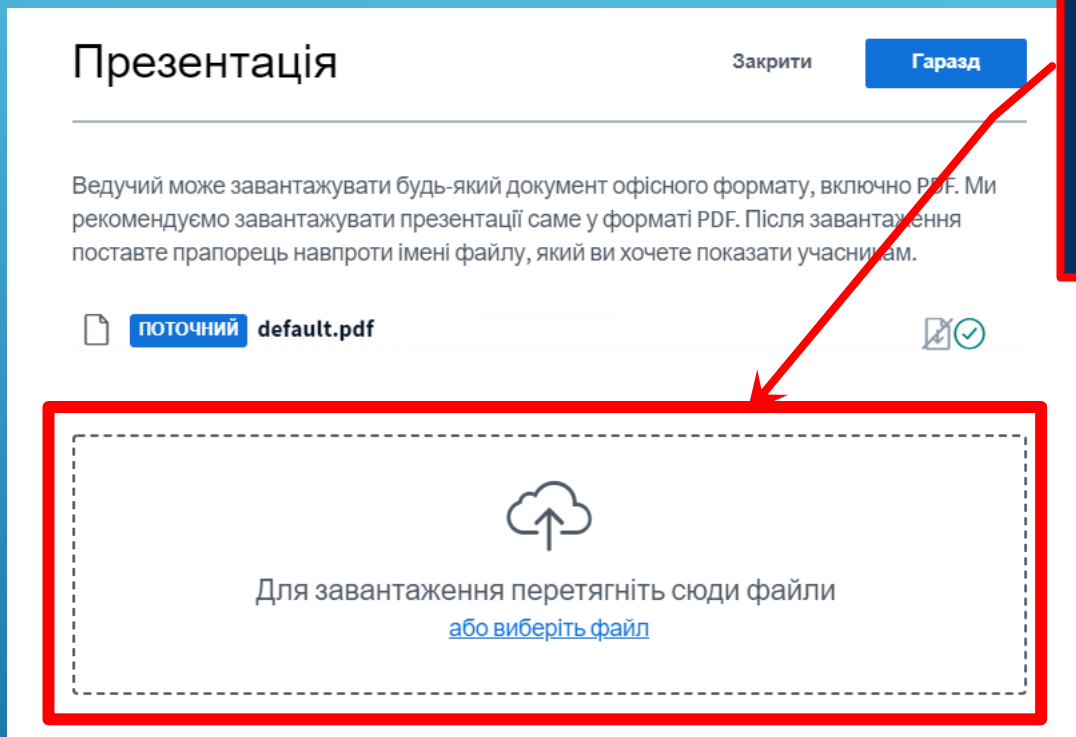 Презентація
Закрити
Гаразд
Ведучий може завантажувати будь-який документ офісного формату, включно PDF. Ми
рекомендуємо завантажувати презентації саме у форматі PDF. Після завантаження
поставте прапорець навпроти імені файлу, який ви хочете показати учасникам.
ПОТОЧНИЙ default.pdf
Для завантаження перетягніть сюди файли
або виберіть файл